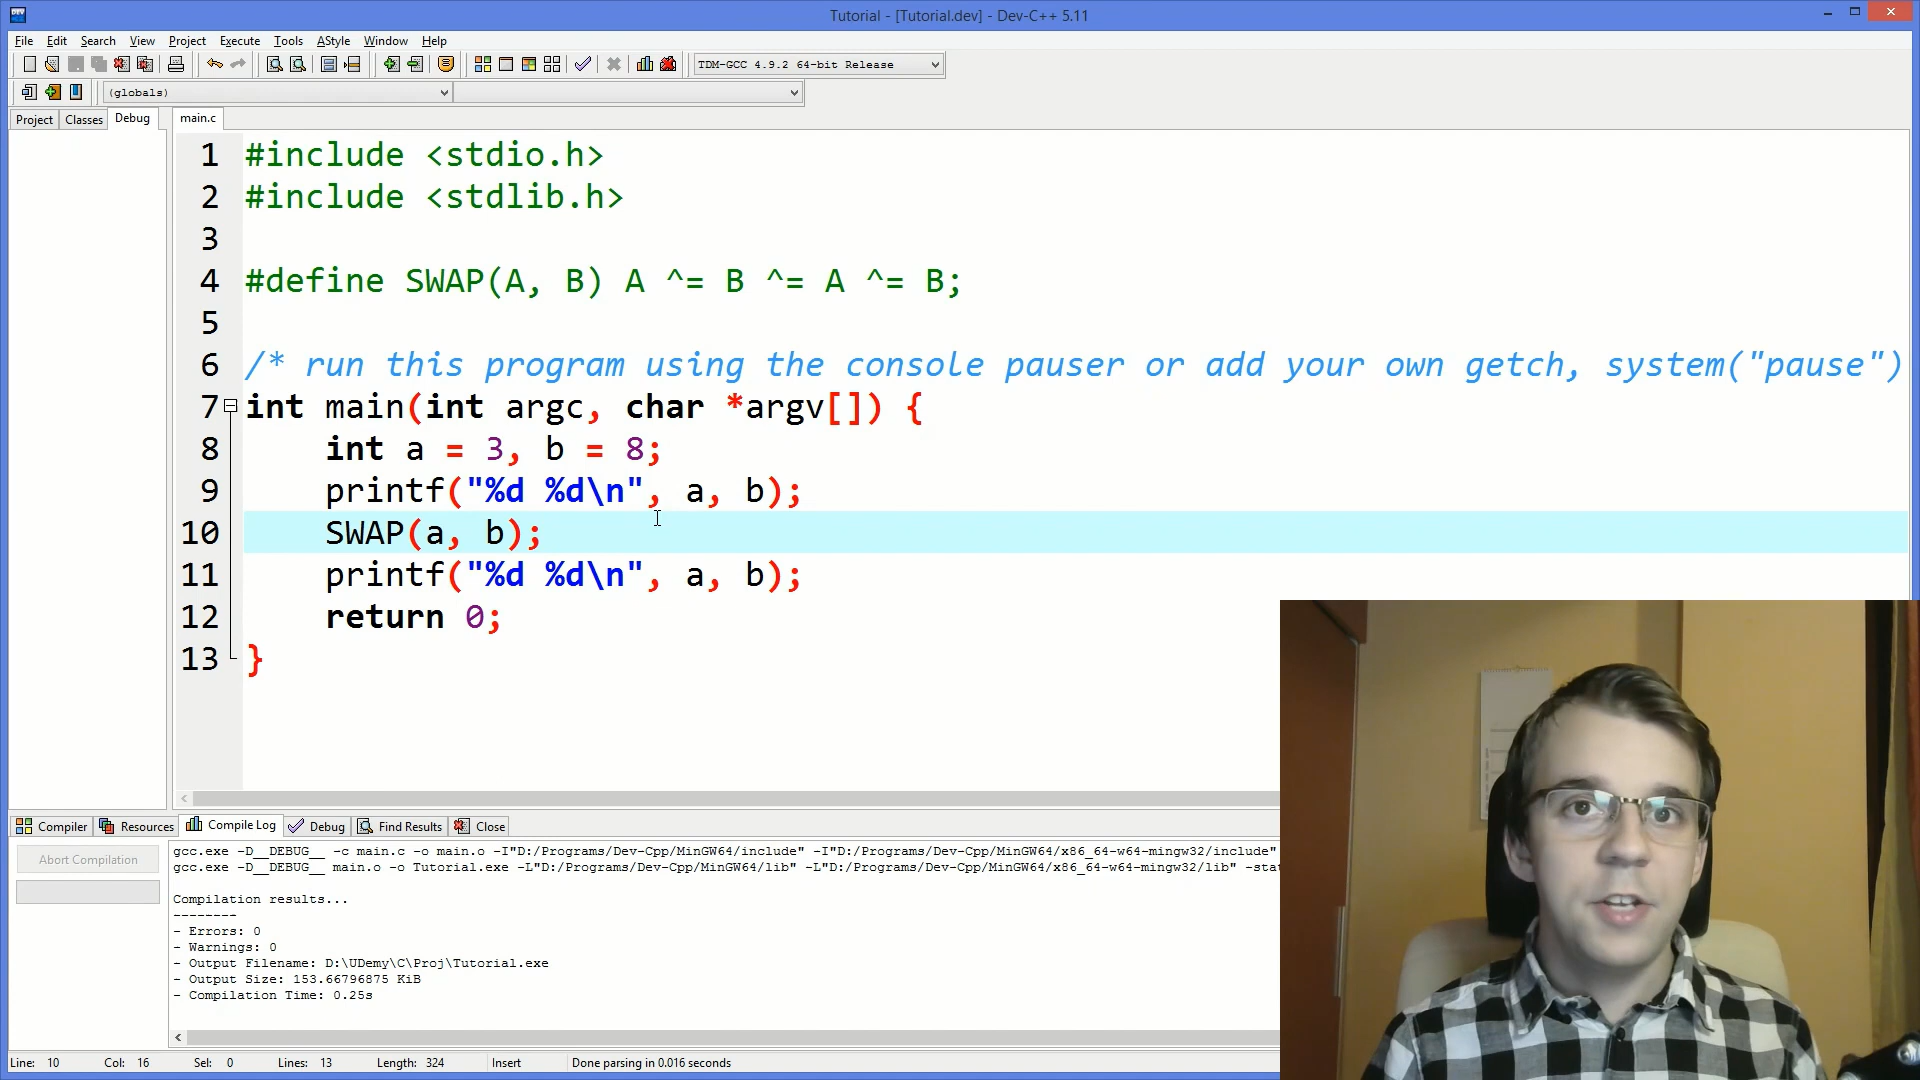 Tutorial - [Tutorial.dev] - Dev-C++ 5.11
File Edit Search View Project Execute Tools AStyle Window Help
TDM-GCC 4.9.2 64-bit Release
(globals)
Project Classes Debug main.c
1 #include <stdio.h>
2 #include <stdlib.h>
3
4 #define SWAP(A, B) A ^= B ^= A ^= B;
5
6 /* run this program using the console pauser or add your own getch, system("pause")
7 int main(int argc, char *argv[]) {
8 int a = 3, b = 8;
9 printf("%d %d\n", a, b);
10 SWAP(a, b);
11 printf("%d %d\n", a, b);
12 return 0;
13 }
Compiler Resources Compile Log Debug Find Results Close
Abort Compilation
gcc.exe -D__DEBUG__ -c main.c -o main.o -I"D:/Programs/Dev-Cpp/MinGW64/include" -I"D:/Programs/Dev-Cpp/MinGW64/x86_64-w64-mingw32/include"
gcc.exe -D__DEBUG__ main.o -o Tutorial.exe -L"D:/Programs/Dev-Cpp/MinGW64/lib" -L"D:/Programs/Dev-Cpp/MinGW64/x86_64-w64-mingw32/lib" -sta
Compilation results...
--------
- Errors: 0
- Warnings: 0
- Output Filename: D:\UDemy\C\Proj\Tutorial.exe
- Output Size: 153.66796875 KiB
- Compilation Time: 0.25s
Line: 10 Col: 16 Sel: 0 Lines: 13 Length: 324 Insert Done parsing in 0.016 seconds